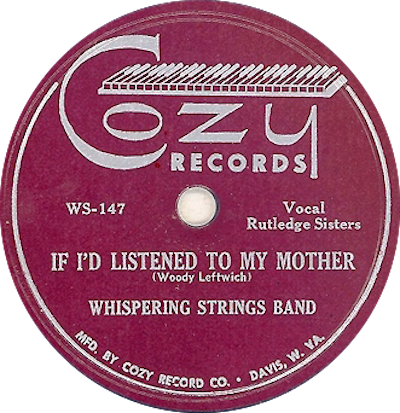 Cozy
RECORDS
WS-147
Vocal
Rutledge Sisters
IF I'D LISTENED TO MY MOTHER
(Woody Leftwich)
WHISPERING STRINGS BAND
MFD. BY COZY RECORD CO. • DAVIS, W. VA.